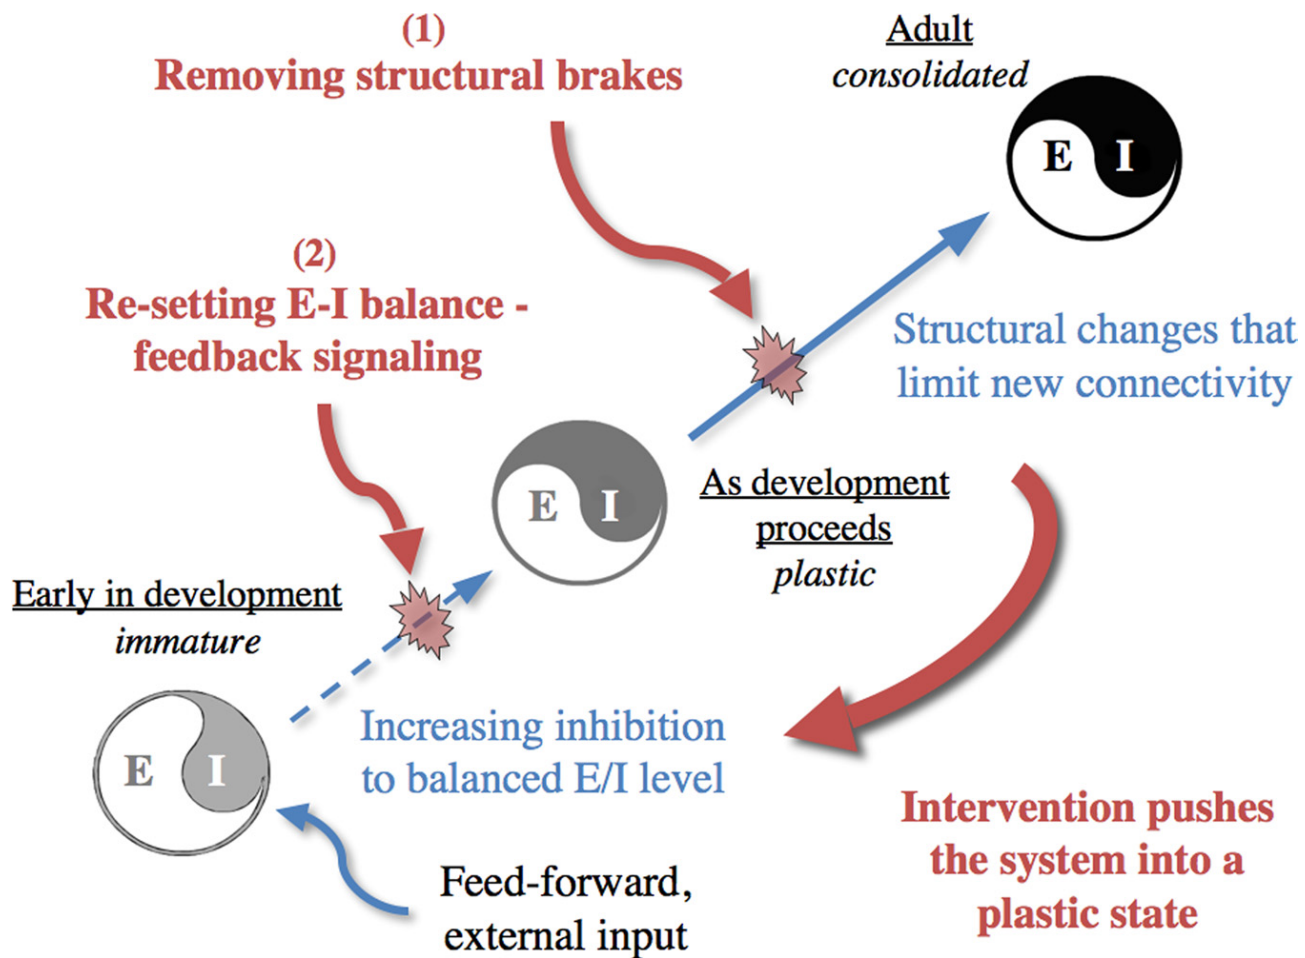 (1)
Removing structural brakes
Adult
consolidated
E I
(2)
Re-setting E-I balance -
feedback signaling
Structural changes that
limit new connectivity
E I
As development
proceeds
plastic
Early in development
immature
E I
Increasing inhibition
to balanced E/I level
Feed-forward,
external input
Intervention pushes
the system into a
plastic state